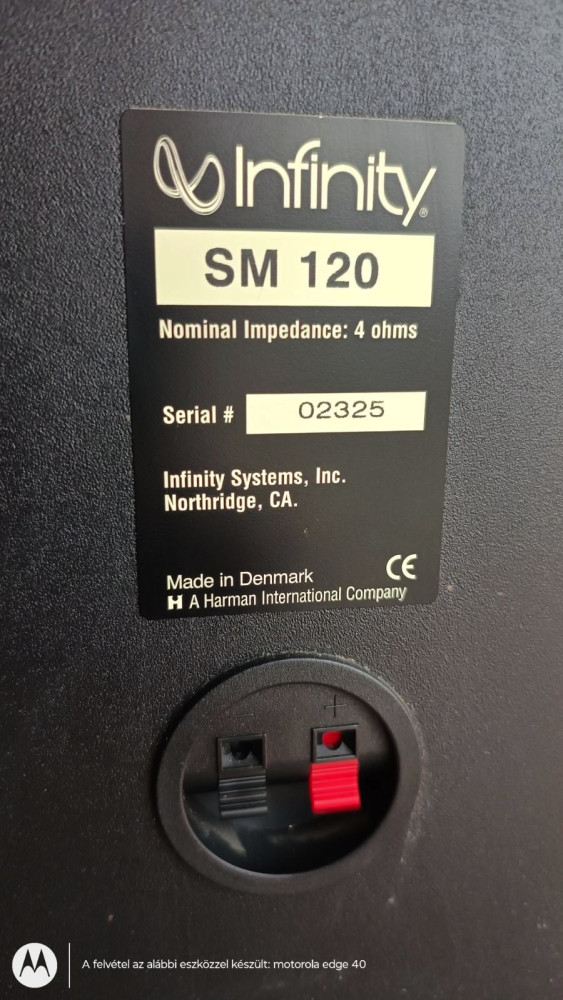 Infinity®
SM 120
Nominal Impedance: 4 ohms
Serial # 02325
Infinity Systems, Inc.
Northridge, CA.
CE
Made in Denmark
H A Harman International Company
- +
A felvétel az alábbi eszközzel készült: motorola edge 40